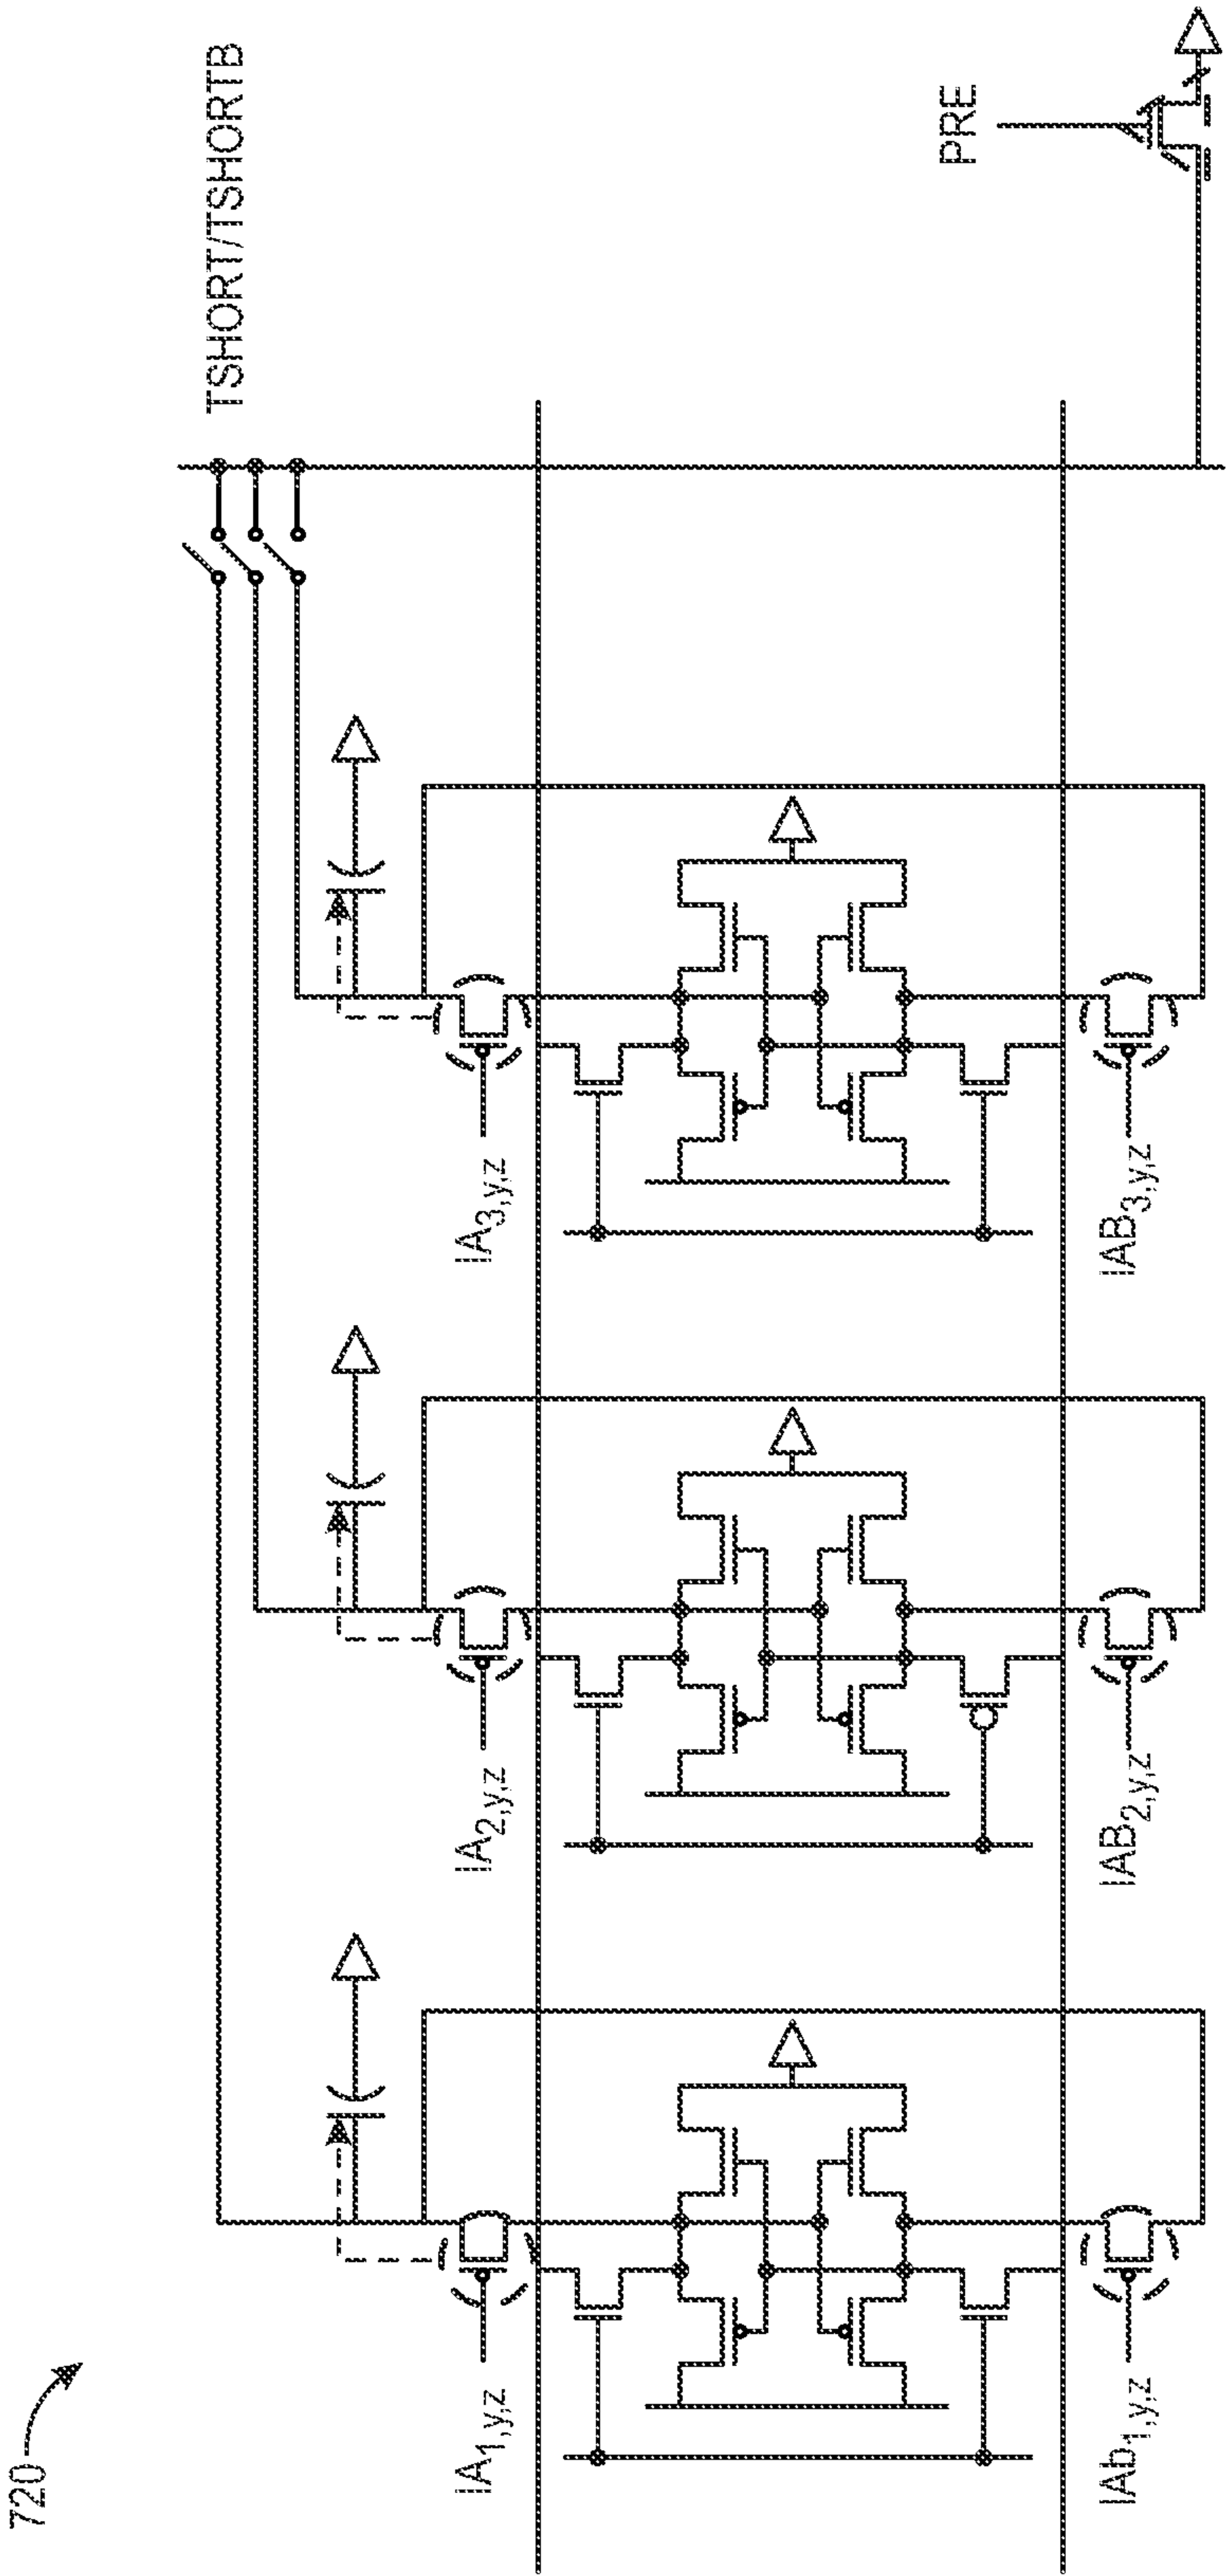 720
TSHORT/TSHORTB
PRE
IA1,y,z
IA2,y,z
IA3,y,z
IAb1,y,z
IAB2,y,z
IAB3,y,z